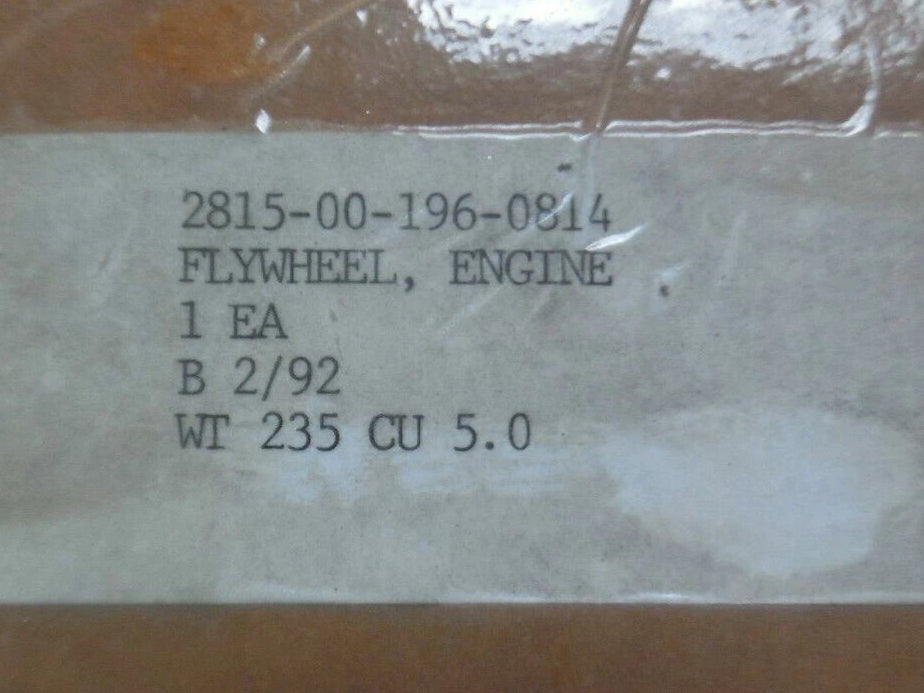 2815-00-196-0814
FLYWHEEL, ENGINE
1 EA
B 2/92
WT 235 CU 5.0